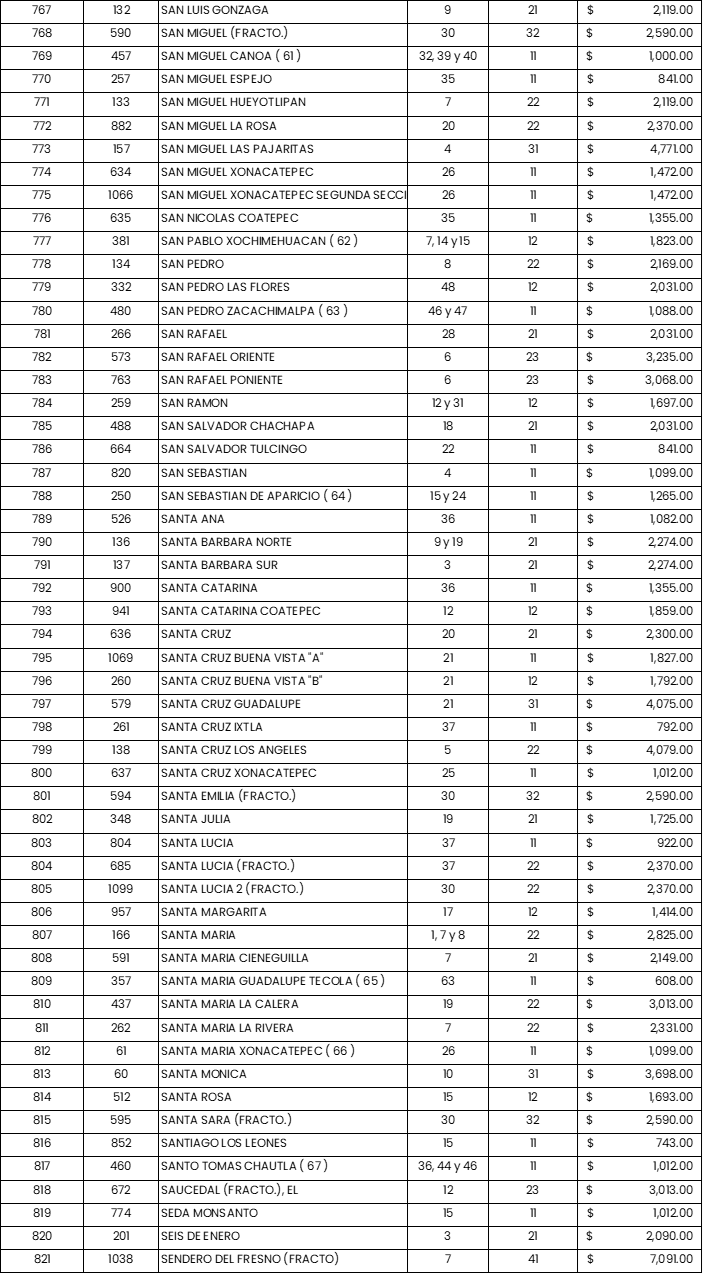 767 132 SAN LUIS GONZAGA 9 21 $ 2,119.00
768 590 SAN MIGUEL (FRACTO.) 30 32 $ 2,590.00
769 457 SAN MIGUEL CANOA ( 61 ) 32, 39 y 40 11 $ 1,000.00
770 257 SAN MIGUEL ESPEJO 35 11 $ 841.00
771 133 SAN MIGUEL HUEYOTLIPAN 7 22 $ 2,119.00
772 882 SAN MIGUEL LA ROSA 20 22 $ 2,370.00
773 157 SAN MIGUEL LAS PAJARITAS 4 31 $ 4,771.00
774 634 SAN MIGUEL XONACATEPEC 26 11 $ 1,472.00
775 1066 SAN MIGUEL XONACATEPEC SEGUNDA SECCI 26 11 $ 1,472.00
776 635 SAN NICOLAS COATEPEC 35 11 $ 1,355.00
777 381 SAN PABLO XOCHIMEHUACAN ( 62 ) 7, 14 y 15 12 $ 1,823.00
778 134 SAN PEDRO 8 22 $ 2,169.00
779 332 SAN PEDRO LAS FLORES 48 12 $ 2,031.00
780 480 SAN PEDRO ZACACHIMALPA ( 63 ) 46 y 47 11 $ 1,088.00
781 266 SAN RAFAEL 28 21 $ 2,031.00
782 573 SAN RAFAEL ORIENTE 6 23 $ 3,235.00
783 763 SAN RAFAEL PONIENTE 6 23 $ 3,068.00
784 259 SAN RAMON 12 y 31 12 $ 1,697.00
785 488 SAN SALVADOR CHACHAPA 18 21 $ 2,031.00
786 664 SAN SALVADOR TULCINGO 22 11 $ 841.00
787 820 SAN SEBASTIAN 4 11 $ 1,099.00
788 250 SAN SEBASTIAN DE APARICIO ( 64 ) 15 y 24 11 $ 1,265.00
789 526 SANTA ANA 36 11 $ 1,082.00
790 136 SANTA BARBARA NORTE 9 y 19 21 $ 2,274.00
791 137 SANTA BARBARA SUR 3 21 $ 2,274.00
792 900 SANTA CATARINA 36 11 $ 1,355.00
793 941 SANTA CATARINA COATEPEC 12 12 $ 1,859.00
794 636 SANTA CRUZ 20 21 $ 2,300.00
795 1069 SANTA CRUZ BUENA VISTA "A" 21 11 $ 1,827.00
796 260 SANTA CRUZ BUENA VISTA "B" 21 12 $ 1,792.00
797 579 SANTA CRUZ GUADALUPE 21 31 $ 4,075.00
798 261 SANTA CRUZ IXTLA 37 11 $ 792.00
799 138 SANTA CRUZ LOS ANGELES 5 22 $ 4,079.00
800 637 SANTA CRUZ XONACATEPEC 25 11 $ 1,012.00
801 594 SANTA EMILIA (FRACTO.) 30 32 $ 2,590.00
802 348 SANTA JULIA 19 21 $ 1,725.00
803 804 SANTA LUCIA 37 11 $ 922.00
804 685 SANTA LUCIA (FRACTO.) 37 22 $ 2,370.00
805 1099 SANTA LUCIA 2 (FRACTO.) 30 22 $ 2,370.00
806 957 SANTA MARGARITA 17 12 $ 1,414.00
807 166 SANTA MARIA 1, 7 y 8 22 $ 2,825.00
808 591 SANTA MARIA CIENEGUILLA 7 21 $ 2,149.00
809 357 SANTA MARIA GUADALUPE TECOLA ( 65 ) 63 11 $ 608.00
810 437 SANTA MARIA LA CALERA 19 22 $ 3,013.00
811 262 SANTA MARIA LA RIVERA 7 22 $ 2,331.00
812 61 SANTA MARIA XONACATEPEC ( 66 ) 26 11 $ 1,099.00
813 60 SANTA MONICA 10 31 $ 3,698.00
814 512 SANTA ROSA 15 12 $ 1,693.00
815 595 SANTA SARA (FRACTO.) 30 32 $ 2,590.00
816 852 SANTIAGO LOS LEONES 15 11 $ 743.00
817 460 SANTO TOMAS CHAUTLA ( 67 ) 36, 44 y 46 11 $ 1,012.00
818 672 SAUCEDAL (FRACTO.), EL 12 23 $ 3,013.00
819 774 SEDA MONSANTO 15 11 $ 1,012.00
820 201 SEIS DE ENERO 3 21 $ 2,090.00
821 1038 SENDERO DEL FRESNO (FRACTO) 7 41 $ 7,091.00